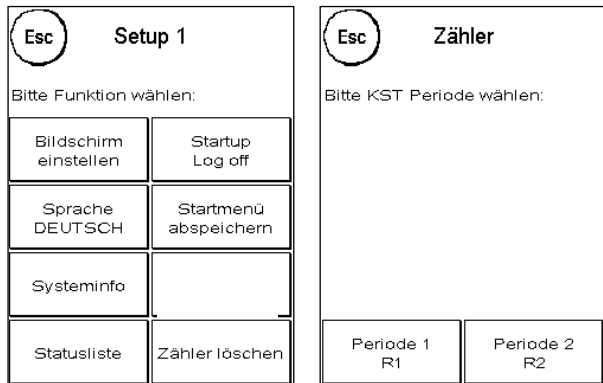 Esc
Setup 1
Bitte Funktion wählen:
Bildschirm
einstellen
Startup
Log off
Sprache
DEUTSCH
Startmenü
abspeichern
Systeminfo
Statusliste
Zähler löschen
Esc
Zähler
Bitte KST Periode wählen:
Periode 1
R1
Periode 2
R2